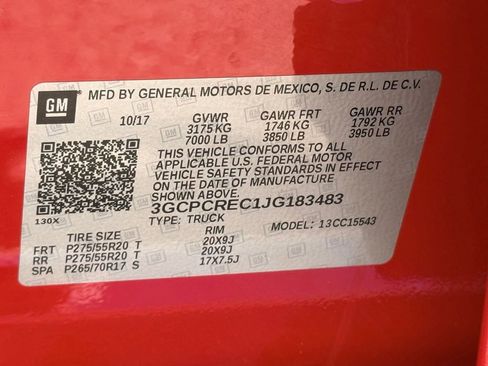 GM
MFD BY GENERAL MOTORS DE MEXICO, S. DE R.L. DE C.V.
10/17 GVWR GAWR FRT GAWR RR
3175 KG 1746 KG 1792 KG
7000 LB 3850 LB 3950 LB
THIS VEHICLE CONFORMS TO ALL
APPLICABLE U.S. FEDERAL MOTOR
VEHICLE SAFETY STANDARDS IN EFFECT
ON THE DATE OF MANUFACTURE
SHOWN ABOVE.
130X
3GCPCREC1JG183483
TYPE: TRUCK MODEL: 13CC15543
TIRE SIZE RIM
FRT P275/55R20 T 20X9J
RR P275/55R20 T 20X9J
SPA P265/70R17 S 17X7.5J